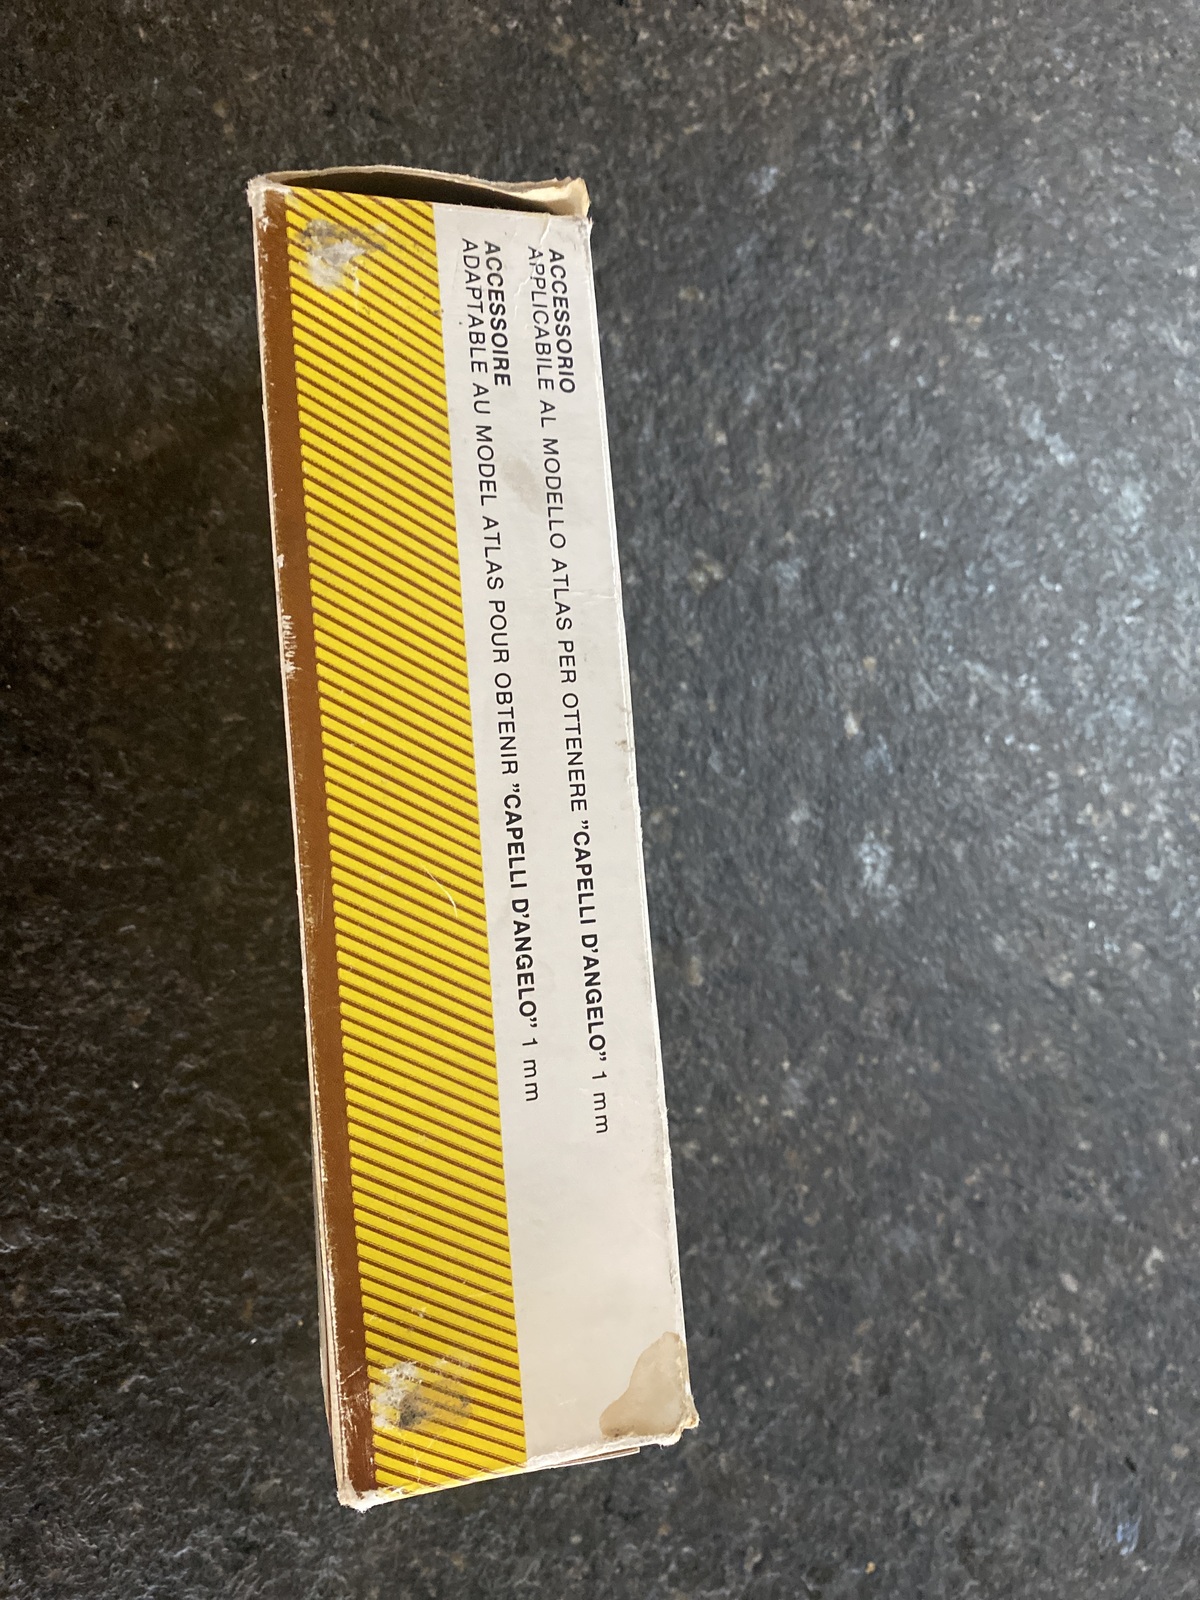 ACCESSORIO
APPLICABILE AL MODELLO ATLAS PER OTTENERE ”CAPELLI D’ANGELO” 1 mm
ACCESSOIRE
ADAPTABLE AU MODEL ATLAS POUR OBTENIR ”CAPELLI D’ANGELO” 1 mm